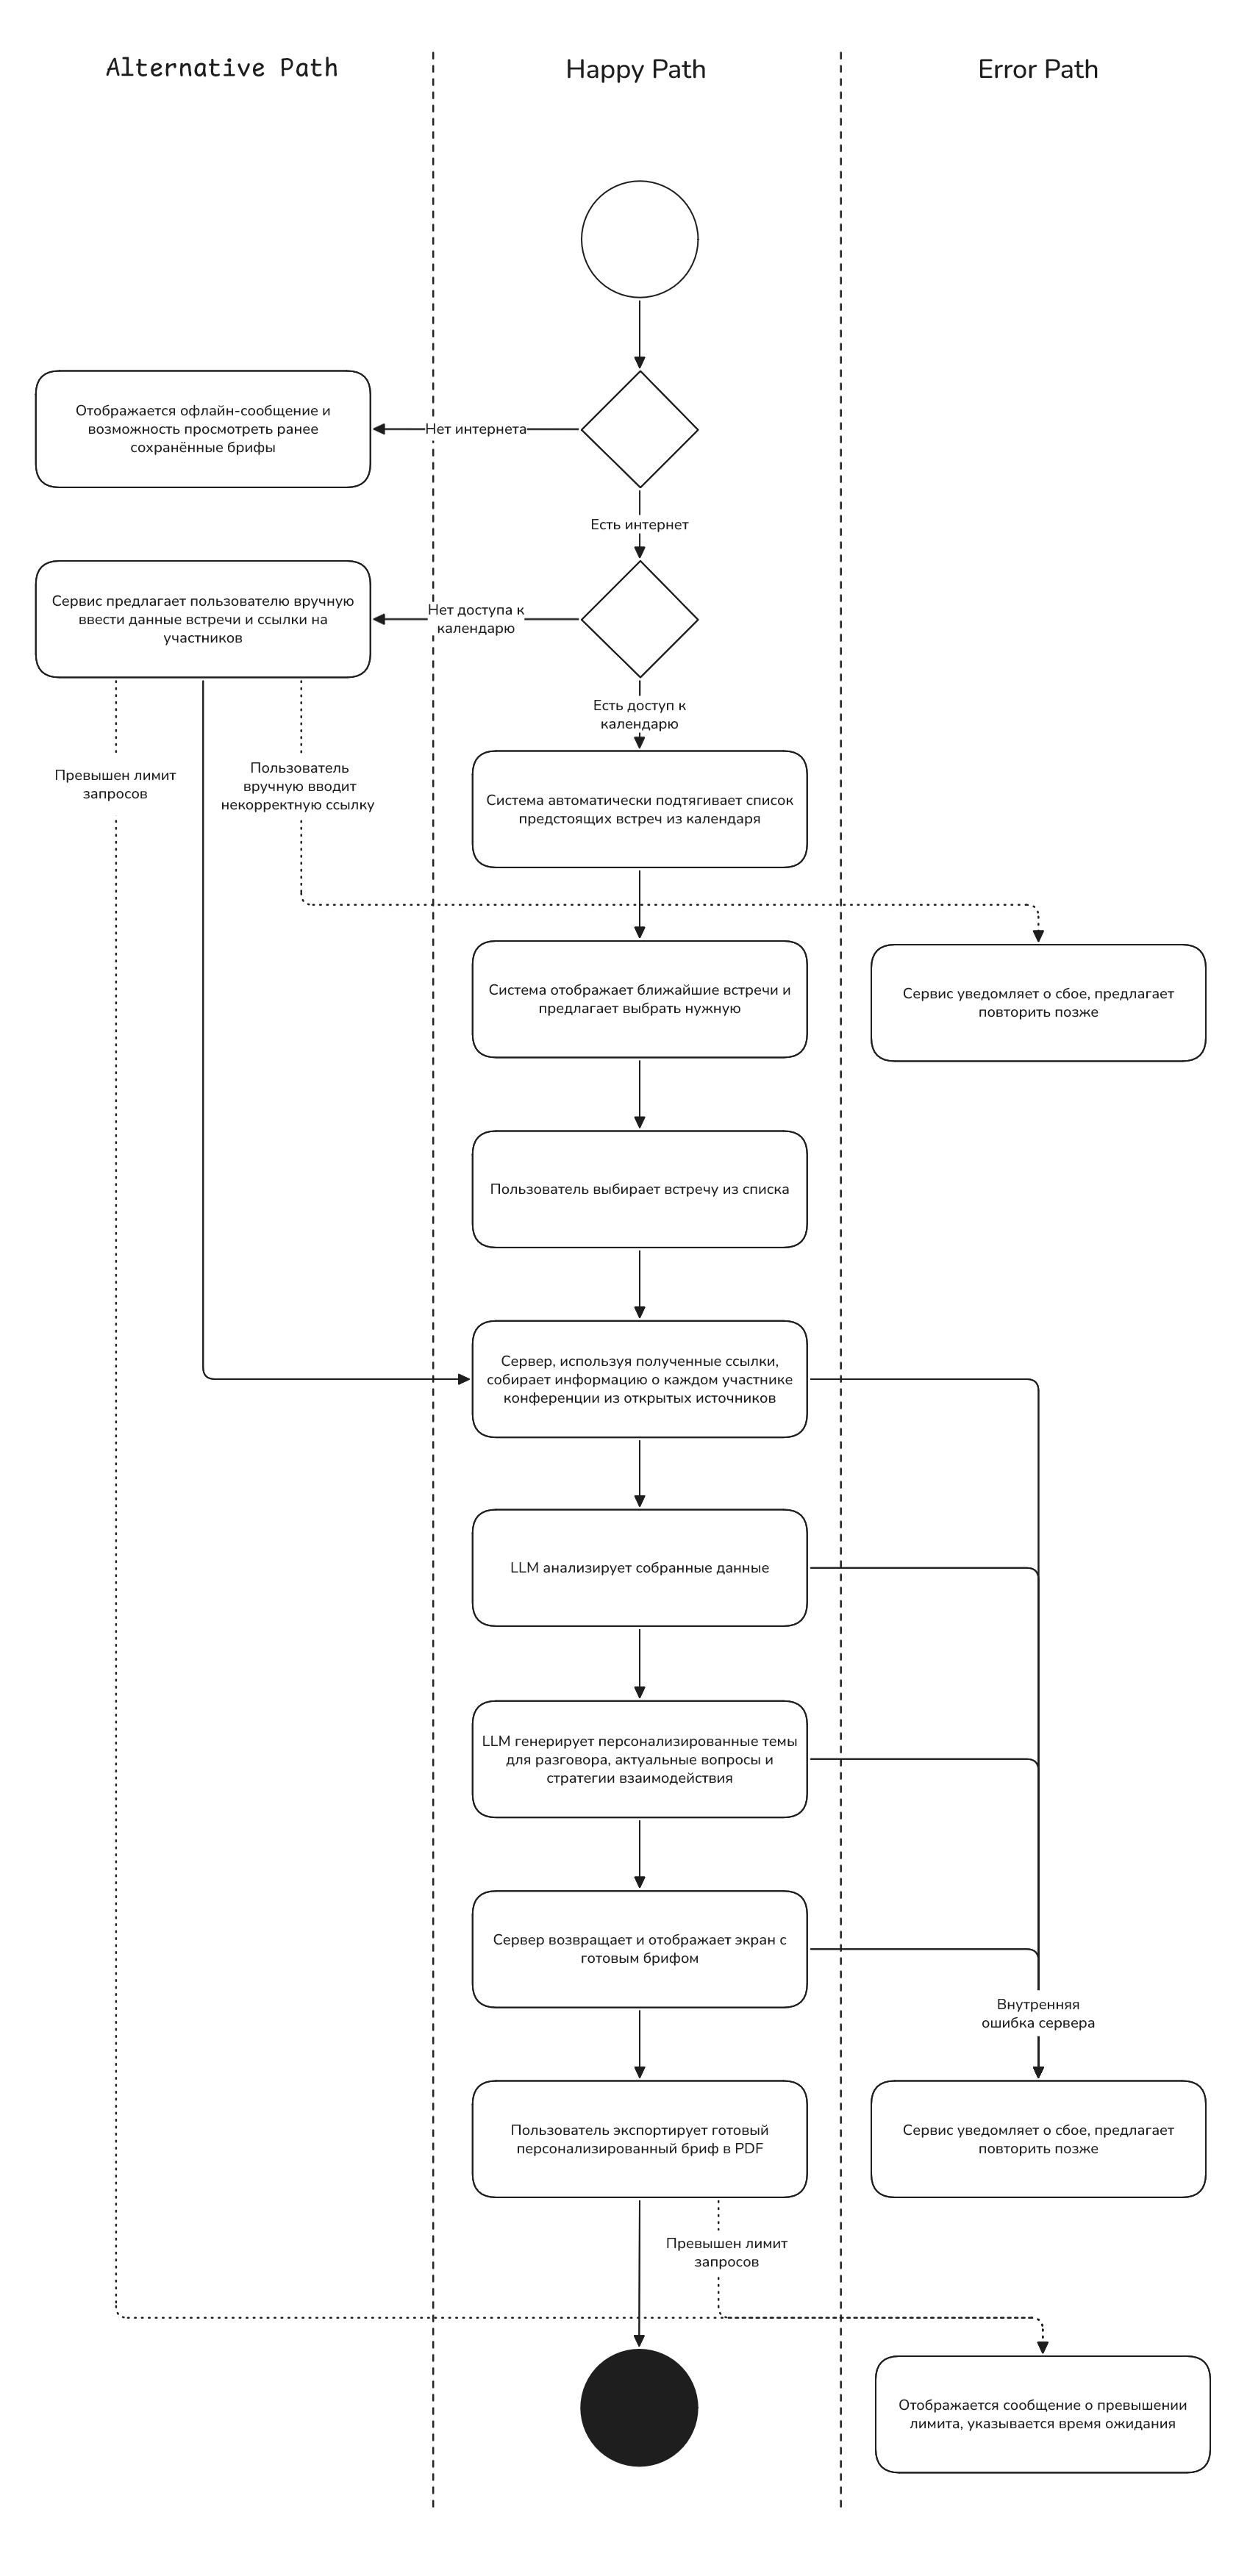 Alternative Path
Happy Path
Error Path
Отображается офлайн-сообщение и
возможность просмотреть ранее
сохранённые брифы
Нет интернета
Есть интернет
Сервис предлагает пользователю вручную
ввести данные встречи и ссылки на
участников
Нет доступа к
календарю
Есть доступ к
календарю
Превышен лимит
запросов
Пользователь
вручную вводит
некорректную ссылку
Система автоматически подтягивает список
предстоящих встреч из календаря
Система отображает ближайшие встречи и
предлагает выбрать нужную
Сервис уведомляет о сбое, предлагает
повторить позже
Пользователь выбирает встречу из списка
Сервер, используя полученные ссылки,
собирает информацию о каждом участнике
конференции из открытых источников
LLM анализирует собранные данные
LLM генерирует персонализированные темы
для разговора, актуальные вопросы и
стратегии взаимодействия
Сервер возвращает и отображает экран с
готовым брифом
Внутренняя
ошибка сервера
Пользователь экспортирует готовый
персонализированный бриф в PDF
Сервис уведомляет о сбое, предлагает
повторить позже
Превышен лимит
запросов
Отображается сообщение о превышении
лимита, указывается время ожидания